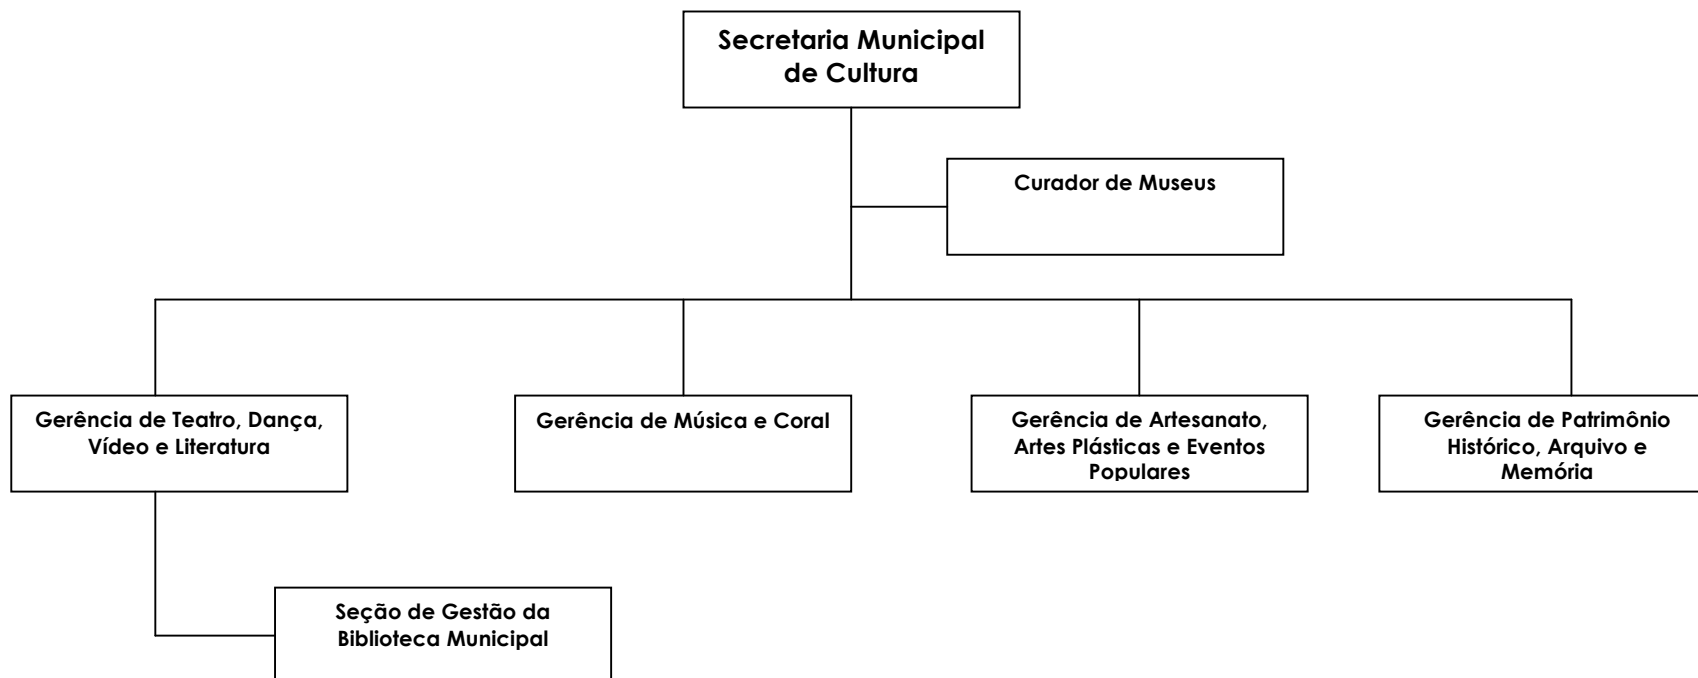 Secretaria Municipal
de Cultura
Curador de Museus
Gerência de Teatro, Dança,
Vídeo e Literatura
Gerência de Música e Coral
Gerência de Artesanato,
Artes Plásticas e Eventos
Populares
Gerência de Patrimônio
Histórico, Arquivo e
Memória
Seção de Gestão da
Biblioteca Municipal